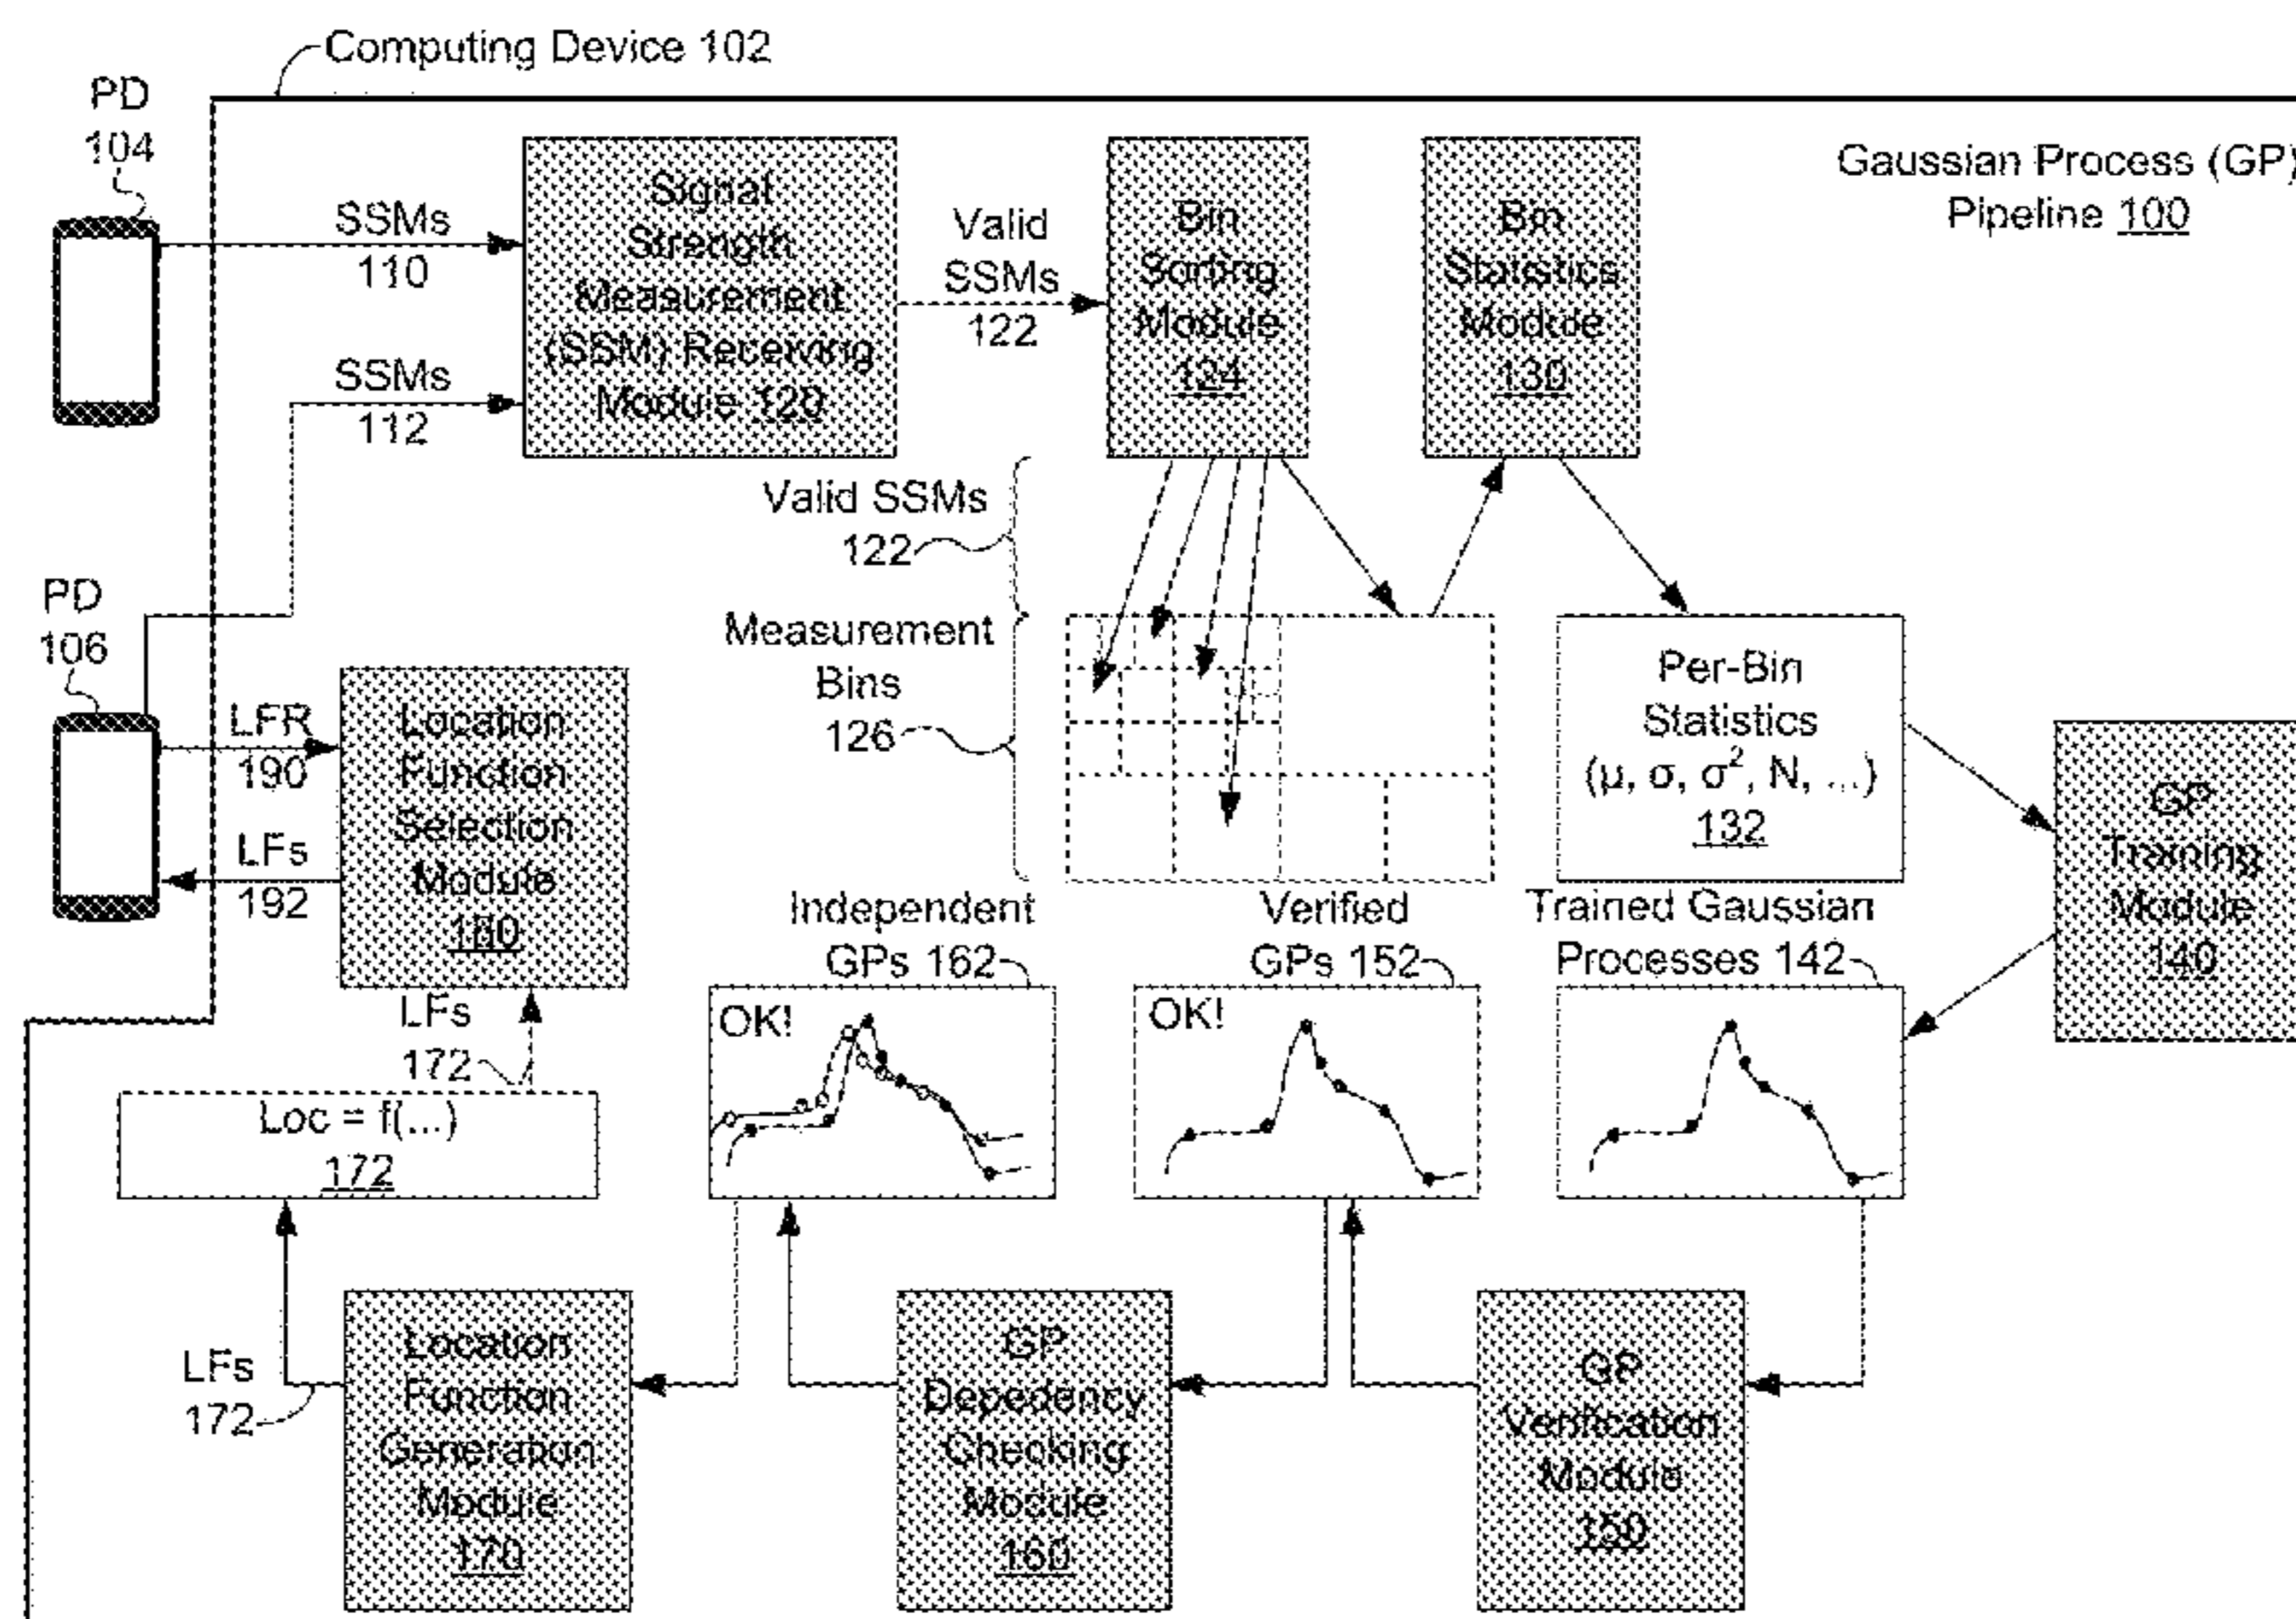 Computing Device 102
PD
104
Gaussian Process (GP)
Pipeline 100
SSMs
110
SSMs
112
Signal
Strength
Measurement
(SSM) Receiving
Module 120
Valid
SSMs
122
Bin
Sorting
Module
124
Bin
Statistics
Module
130
Valid SSMs
122
Measurement
Bins
126
Per-Bin
Statistics
(μ, σ, σ², N, ...)
132
PD
106
LFR
190
LFs
192
Location
Function
Selection
Module
180
GP
Training
Module
140
Independent
GPs 162
Verified
GPs 152
Trained Gaussian
Processes 142
OK!
OK!
LFs
172
Loc = f(...)
172
LFs
172
Location
Function
Generation
Module
170
GP
Depedency
Checking
Module
160
GP
Verification
Module
150